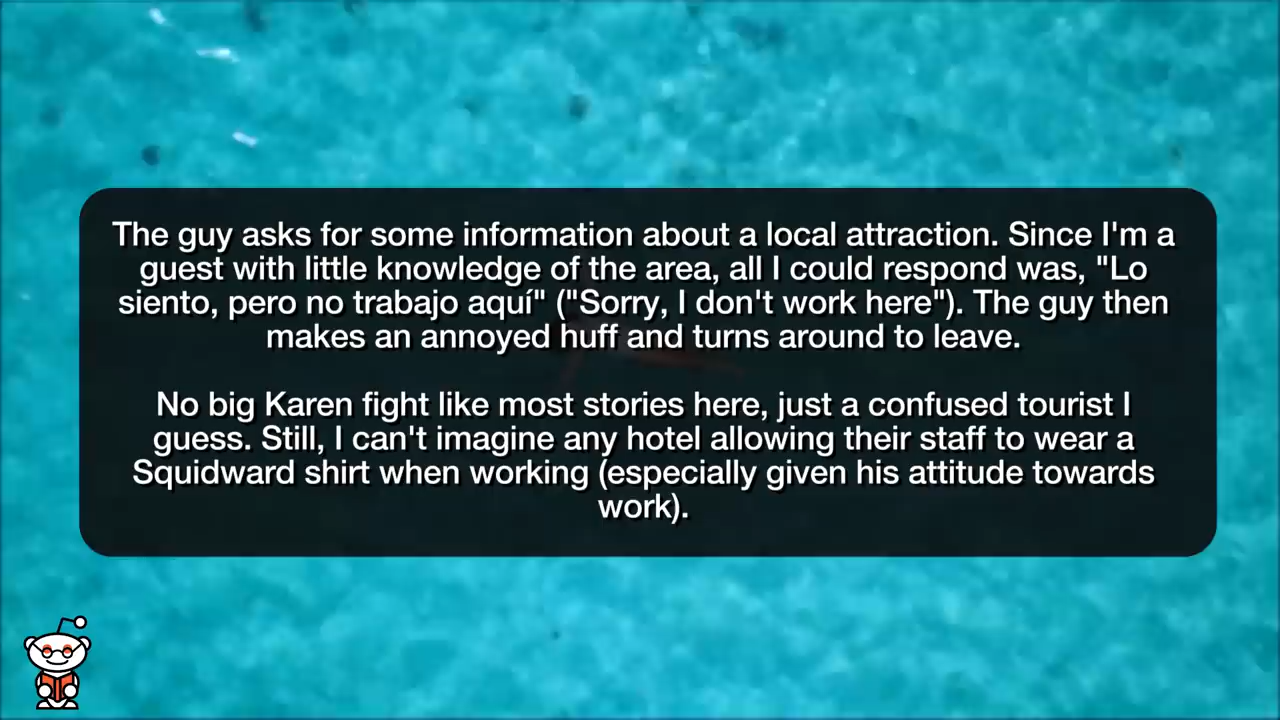 The guy asks for some information about a local attraction. Since I'm a
guest with little knowledge of the area, all I could respond was, "Lo
siento, pero no trabajo aquí" ("Sorry, I don't work here"). The guy then
makes an annoyed huff and turns around to leave.
No big Karen fight like most stories here, just a confused tourist I
guess. Still, I can't imagine any hotel allowing their staff to wear a
Squidward shirt when working (especially given his attitude towards
work).